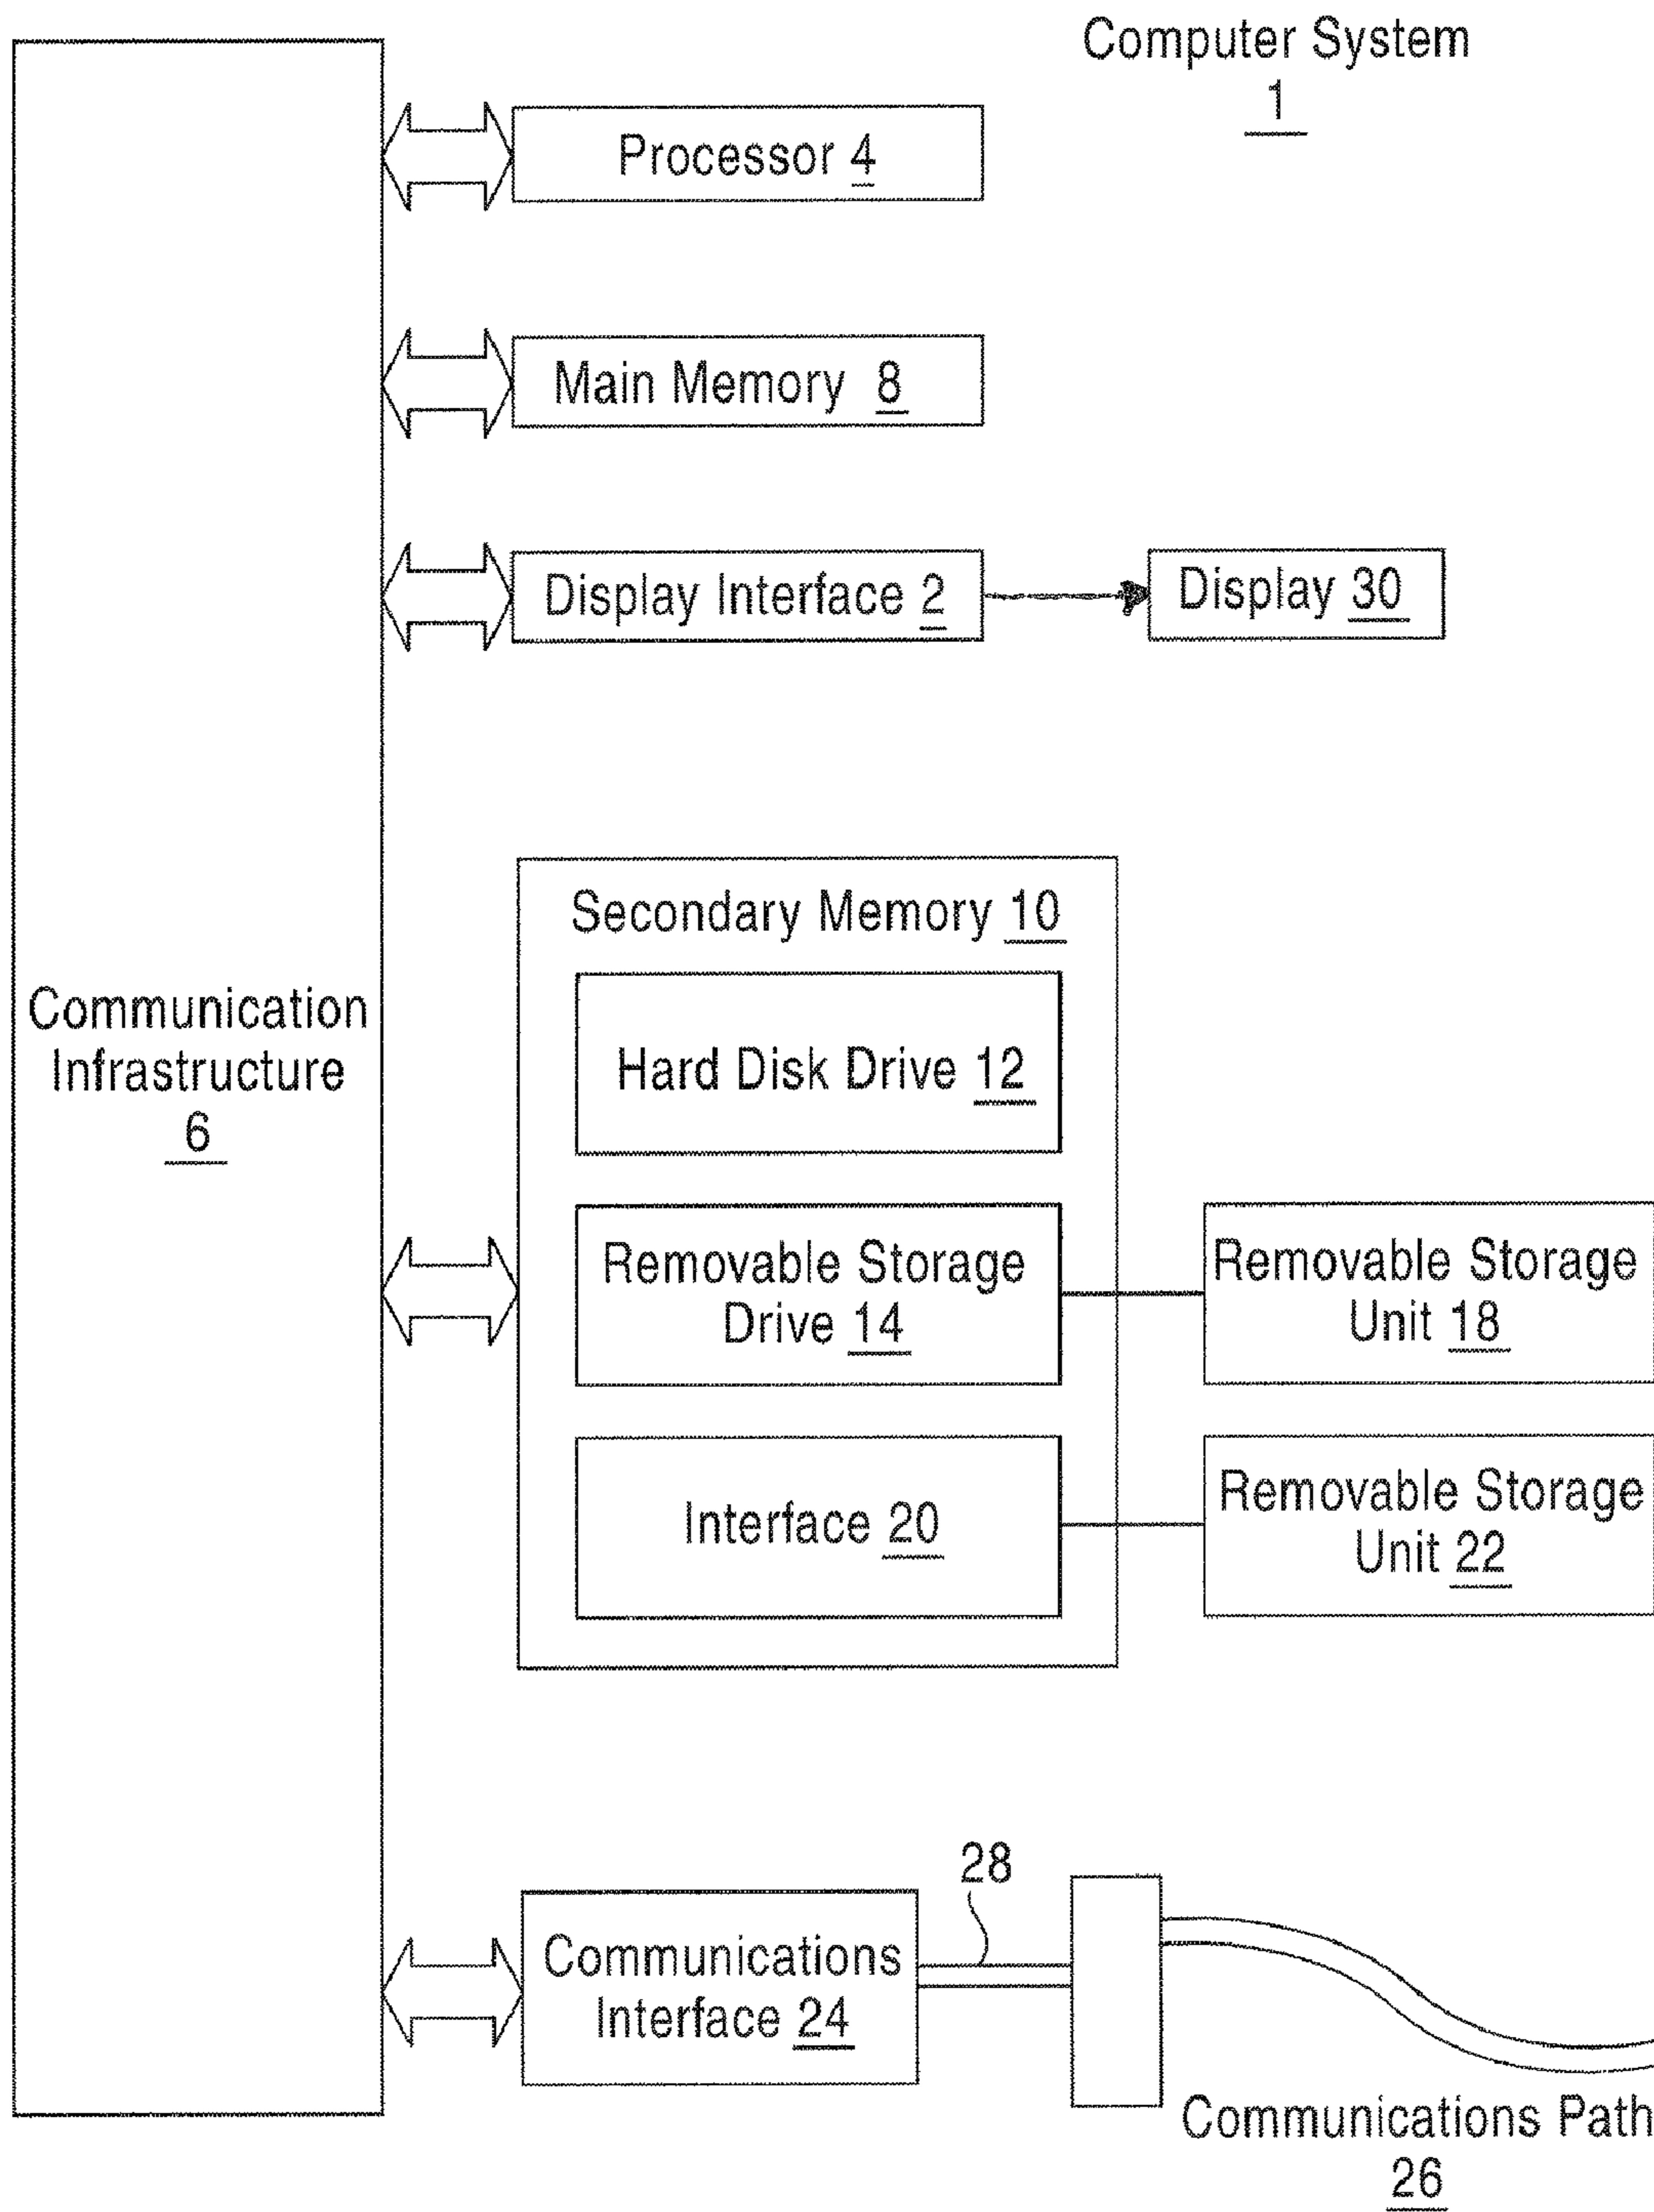 Computer System
1
Processor 4
Main Memory 8
Display Interface 2
Display 30
Secondary Memory 10
Communication
Infrastructure
6
Hard Disk Drive 12
Removable Storage
Drive 14
Removable Storage
Unit 18
Interface 20
Removable Storage
Unit 22
28
Communications
Interface 24
Communications Path
26